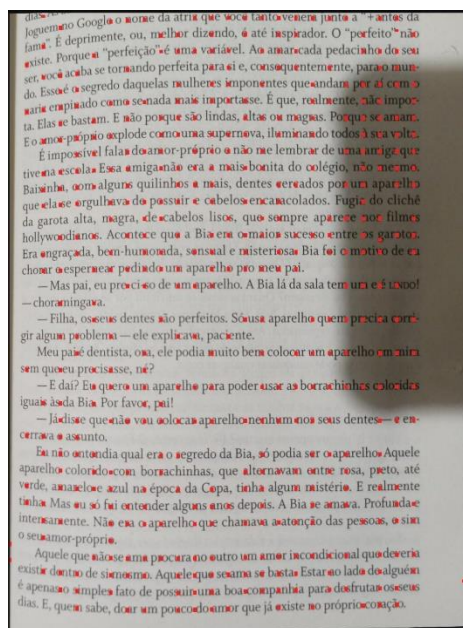 dias.
Joguem no Google o nome da atriz que você tanto venera junto a "+antes da
fama". É deprimente, ou, melhor dizendo, é até inspirador. O "perfeito" não
existe. Porque a "perfeição" é uma variável. Ao amar cada pedacinho do seu
ser, você acaba se tornando perfeita para si e, consequentemente, para o mun-
do. Esse é o segredo daquelas mulheres imponentes que andam por aí com o
nariz empinado como se nada mais importasse. É que, realmente, não impor-
ta. Elas se bastam. E não porque são lindas, altas ou magras. Porque se amam.
E o amor-próprio explode como uma supernova, iluminando todos à sua volta.
É impossível falar do amor-próprio e não me lembrar de uma amiga que
tive na escola. Essa amiga não era a mais bonita do colégio, não mesmo.
Baixinha, com alguns quilinhos a mais, dentes cercados por um aparelho
que ela se orgulhava de possuir e cabelos encaracolados. Fugia do clichê
da garota alta, magra, de cabelos lisos, que sempre aparece nos filmes
hollywoodianos. Acontece que a Bia era o maior sucesso entre os garotos.
Era engraçada, bem-humorada, sensual e misteriosa. Bia foi o motivo de eu
chorar e espernear pedindo um aparelho pro meu pai.
— Mas pai, eu preciso de um aparelho. A Bia lá da sala tem um e é tooo!
— choramingava.
— Filha, os seus dentes são perfeitos. Só usa aparelho quem precisa corri-
gir algum problema — ele explicava, paciente.
Meu pai é dentista, ora, ele podia muito bem colocar um aparelho em mim
sem que eu precisasse, né?
— E daí? Eu quero um aparelho para poder usar as borrachinhas coloridas
iguais às da Bia. Por favor, pai!
— Já disse que não vou colocar aparelho nenhum nos seus dentes — e en-
cerrava o assunto.
Eu não entendia qual era o segredo da Bia, só podia ser o aparelho. Aquele
aparelho colorido com borrachinhas, que alternavam entre rosa, preto, até
verde, amarelo e azul na época da Copa, tinha algum mistério. E realmente
tinha. Mas eu só fui entender alguns anos depois. A Bia se amava. Profunda e
intensamente. Não era o aparelho que chamava a atenção das pessoas, e sim
o seu amor-próprio.
Aquele que não se ama procura no outro um amor incondicional que deveria
existir dentro de si mesmo. Aquele que se ama se basta. Estar ao lado de alguém
é apenas o simples fato de possuir uma boa companhia para desfrutar os seus
dias. E, quem sabe, doar um pouco do amor que já existe no próprio coração.